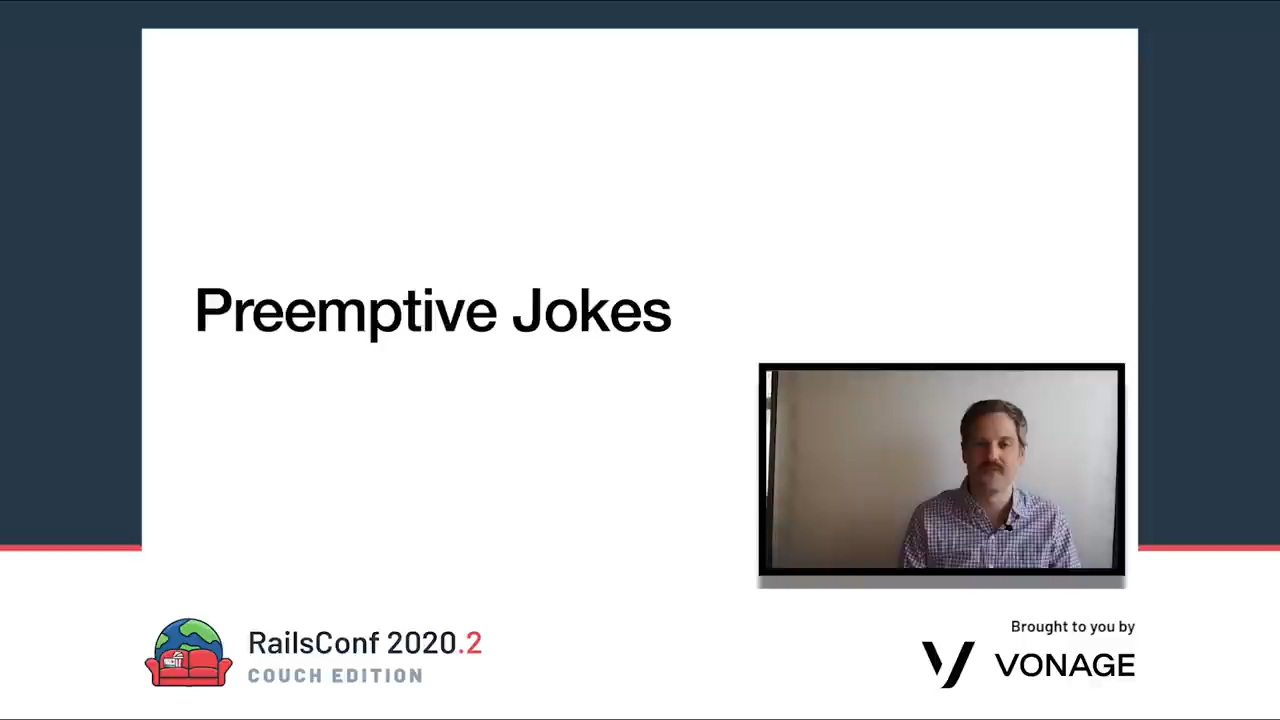 Preemptive Jokes
RailsConf 2020.2
COUCH EDITION
Brought to you by
VONAGE